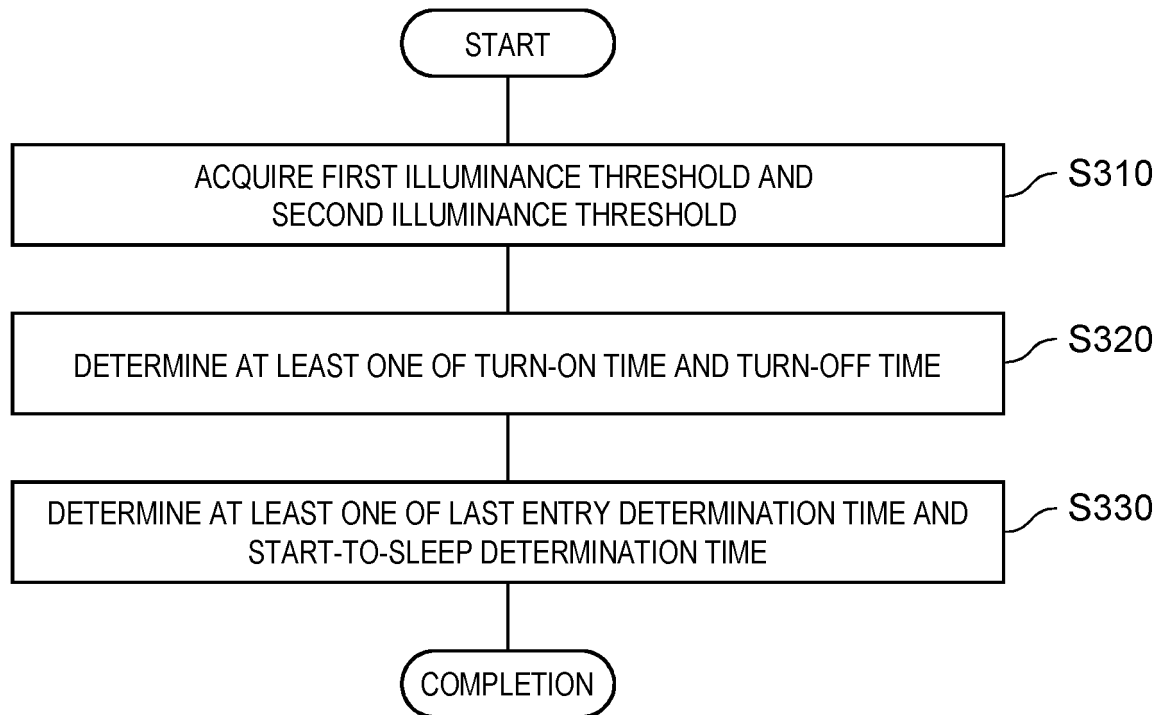 START
ACQUIRE FIRST ILLUMINANCE THRESHOLD AND
SECOND ILLUMINANCE THRESHOLD
S310
DETERMINE AT LEAST ONE OF TURN-ON TIME AND TURN-OFF TIME
S320
DETERMINE AT LEAST ONE OF LAST ENTRY DETERMINATION TIME AND
START-TO-SLEEP DETERMINATION TIME
S330
COMPLETION